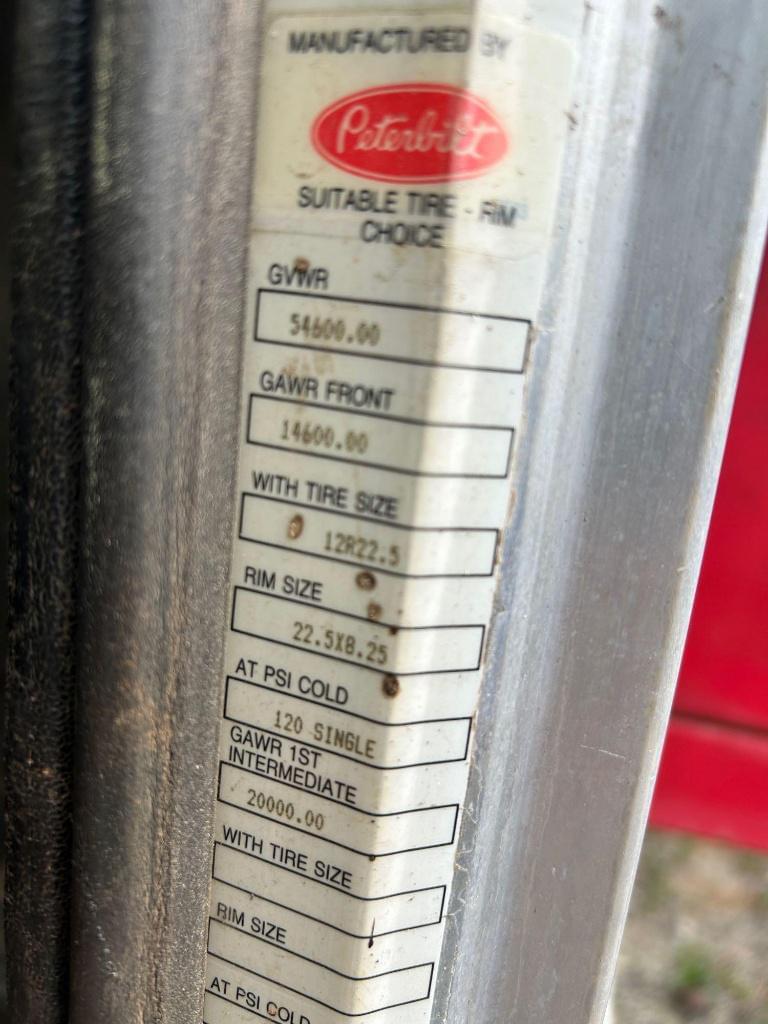 MANUFACTURED BY
Peterbilt
SUITABLE TIRE - RIM
CHOICE
GVWR
54600.00
GAWR FRONT
14600.00
WITH TIRE SIZE
12R22.5
RIM SIZE
22.5X8.25
AT PSI COLD
120 SINGLE
GAWR 1ST
INTERMEDIATE
20000.00
WITH TIRE SIZE
RIM SIZE
AT PSI COLD